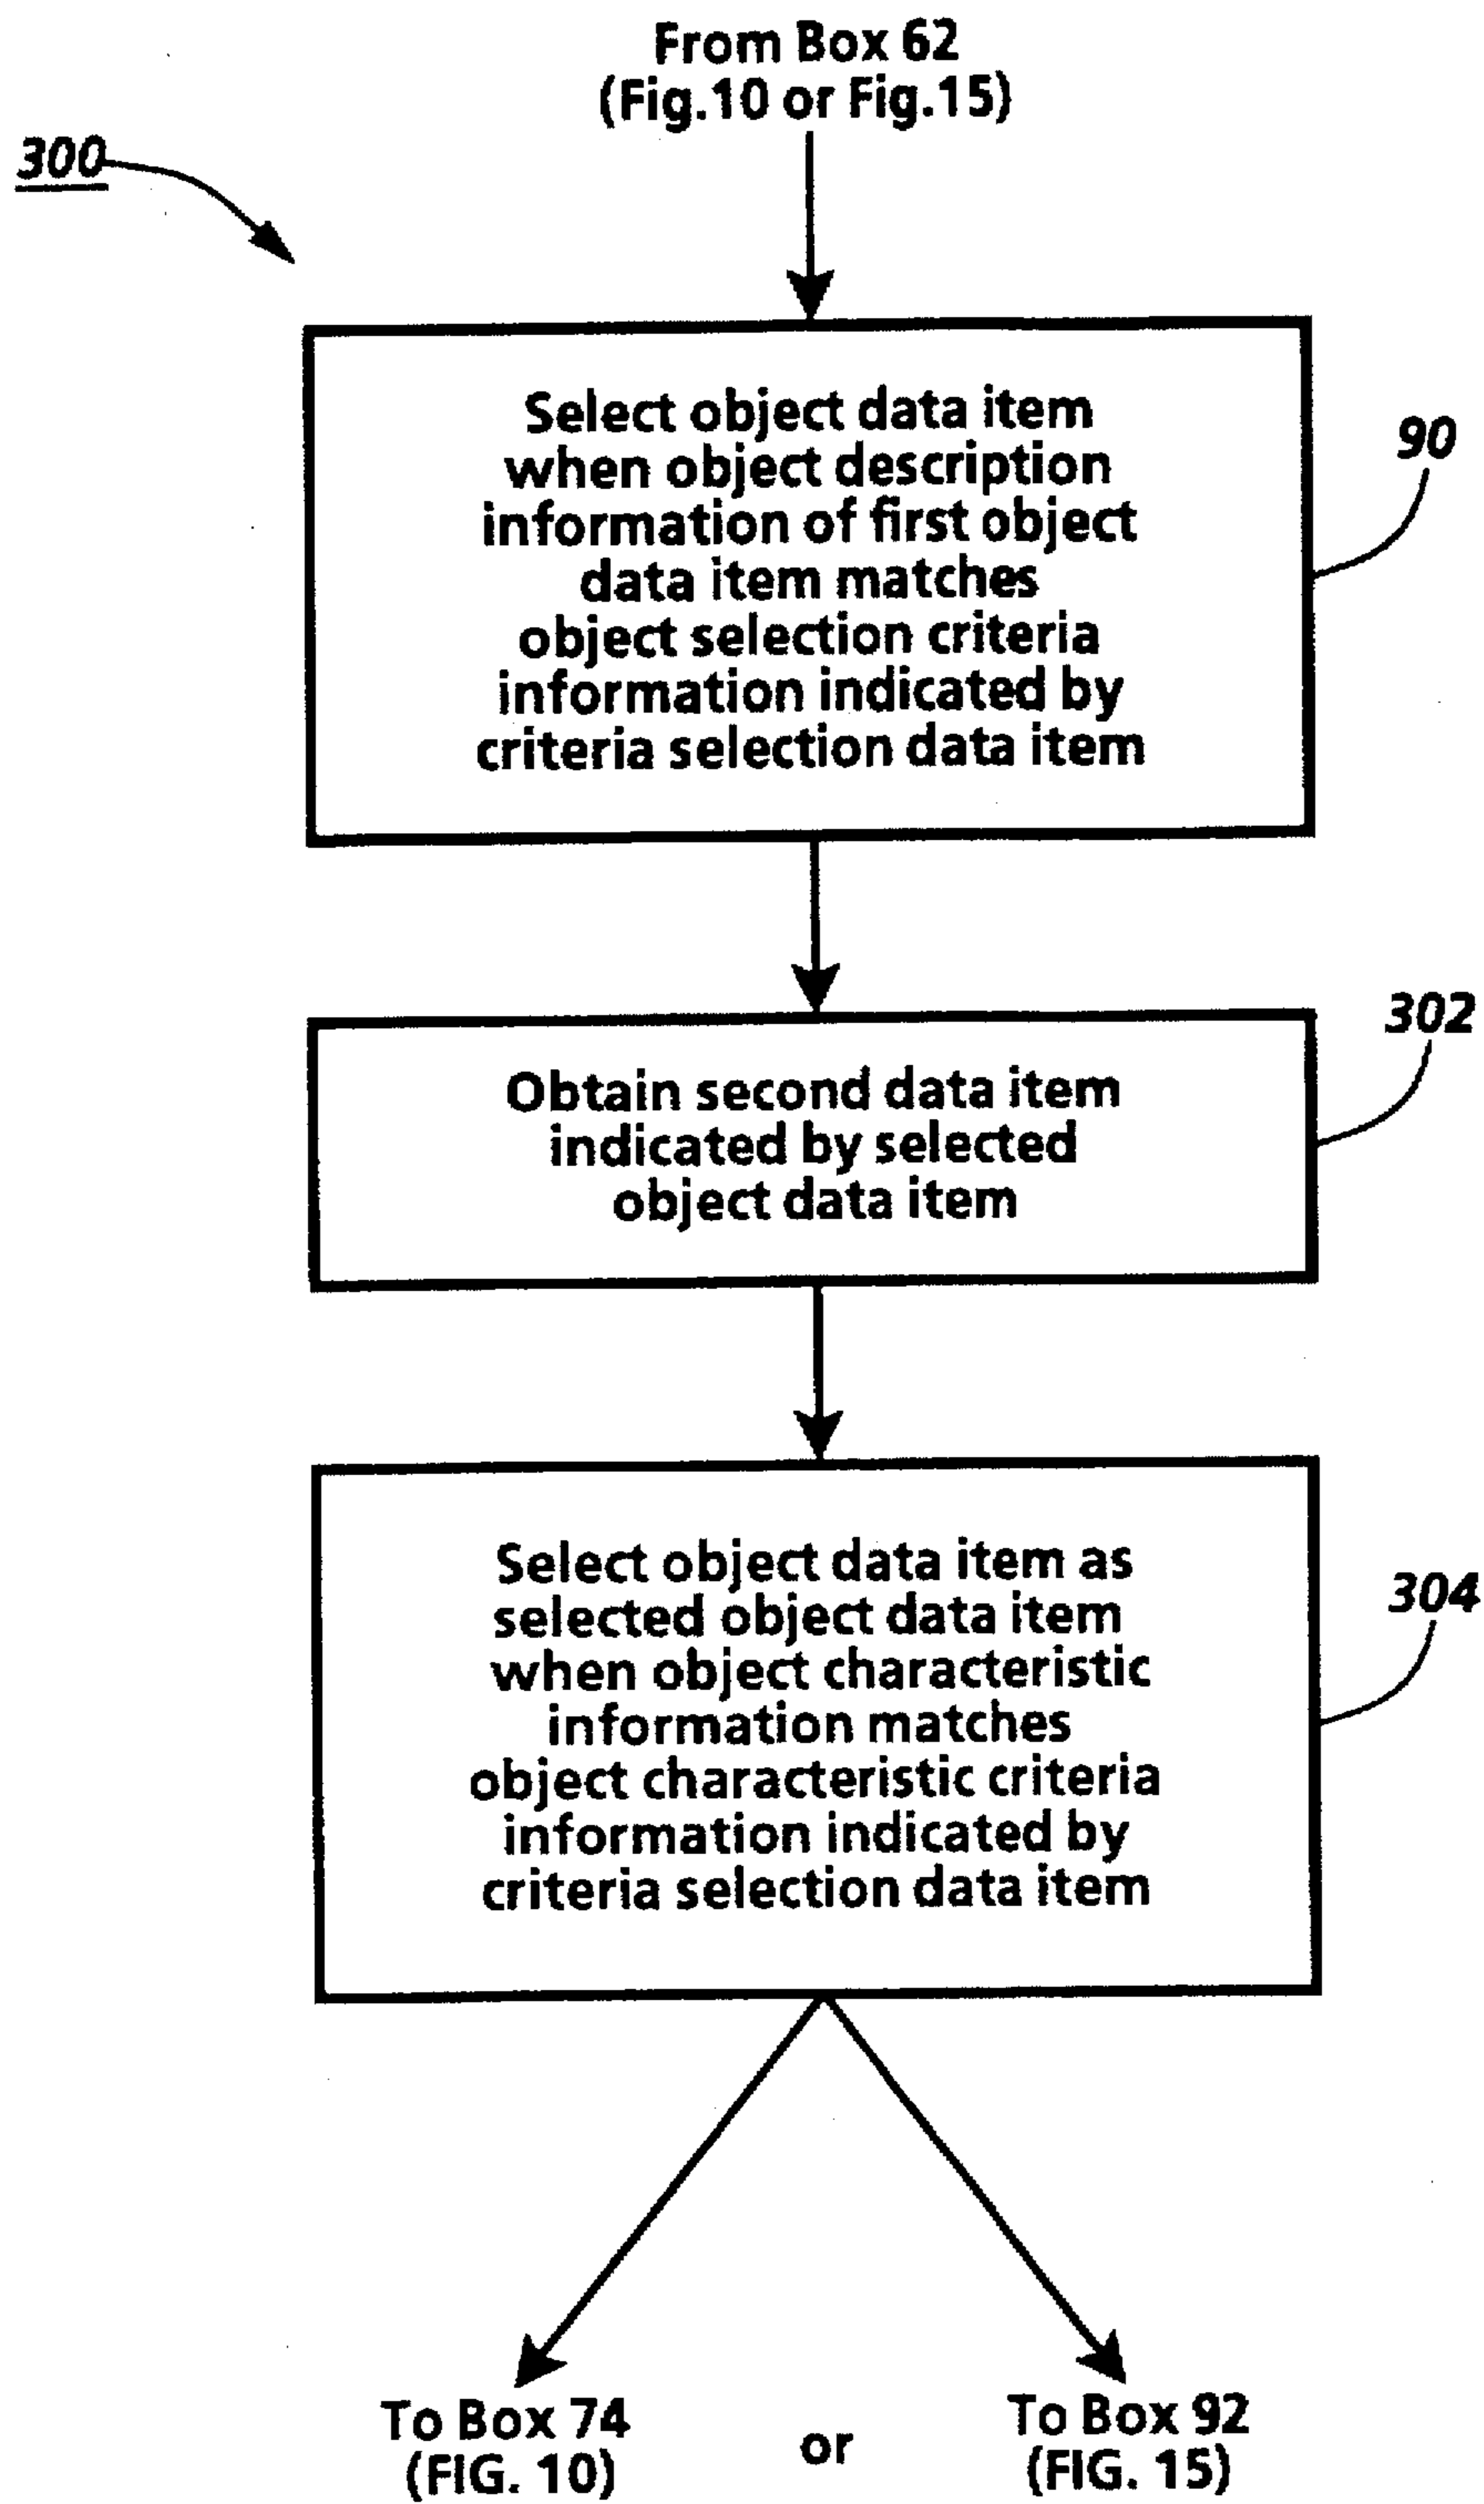 From Box 62
(Fig.10 or Fig.15)
300
Select object data item
when object description
information of first object
data item matches
object selection criteria
information indicated by
criteria selection data item
90
Obtain second data item
indicated by selected
object data item
302
Select object data item as
selected object data item
when object characteristic
information matches
object characteristic criteria
information indicated by
criteria selection data item
304
To Box 74
(FIG. 10)
or
To Box 92
(FIG. 15)